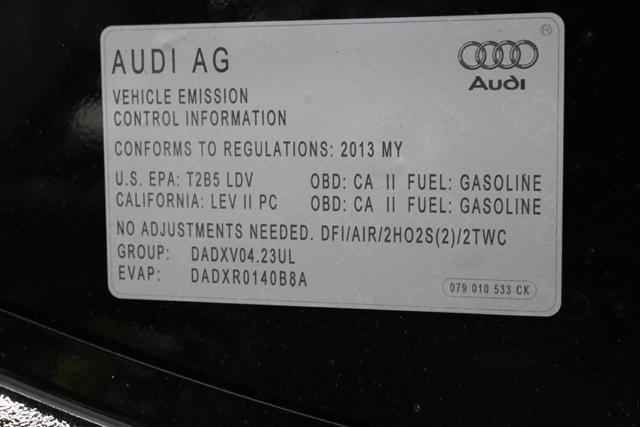 AUDI AG
®
Audi
VEHICLE EMISSION
CONTROL INFORMATION
CONFORMS TO REGULATIONS: 2013 MY
U.S. EPA: T2B5 LDV OBD: CA II FUEL: GASOLINE
CALIFORNIA: LEV II PC OBD: CA II FUEL: GASOLINE
NO ADJUSTMENTS NEEDED. DFI/AIR/2HO2S(2)/2TWC
GROUP: DADXV04.23UL
EVAP: DADXR0140B8A
079 010 533 CK